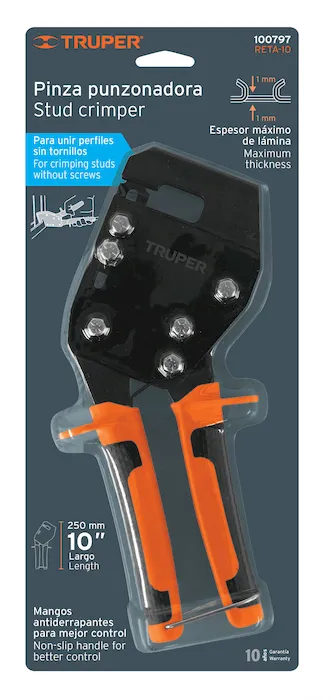 TRUPER®
100797
RETA-10
Pinza punzonadora
Stud crimper
Para unir perfiles
sin tornillos
For crimping studs
without screws
1 mm
1 mm
Espesor máximo
de lámina
Maximum
thickness
TRUPER
250 mm
10"
Largo
Length
Mangos
antiderrapantes
para mejor control
Non-slip handle for
better control
10 años
Garantía
Warranty